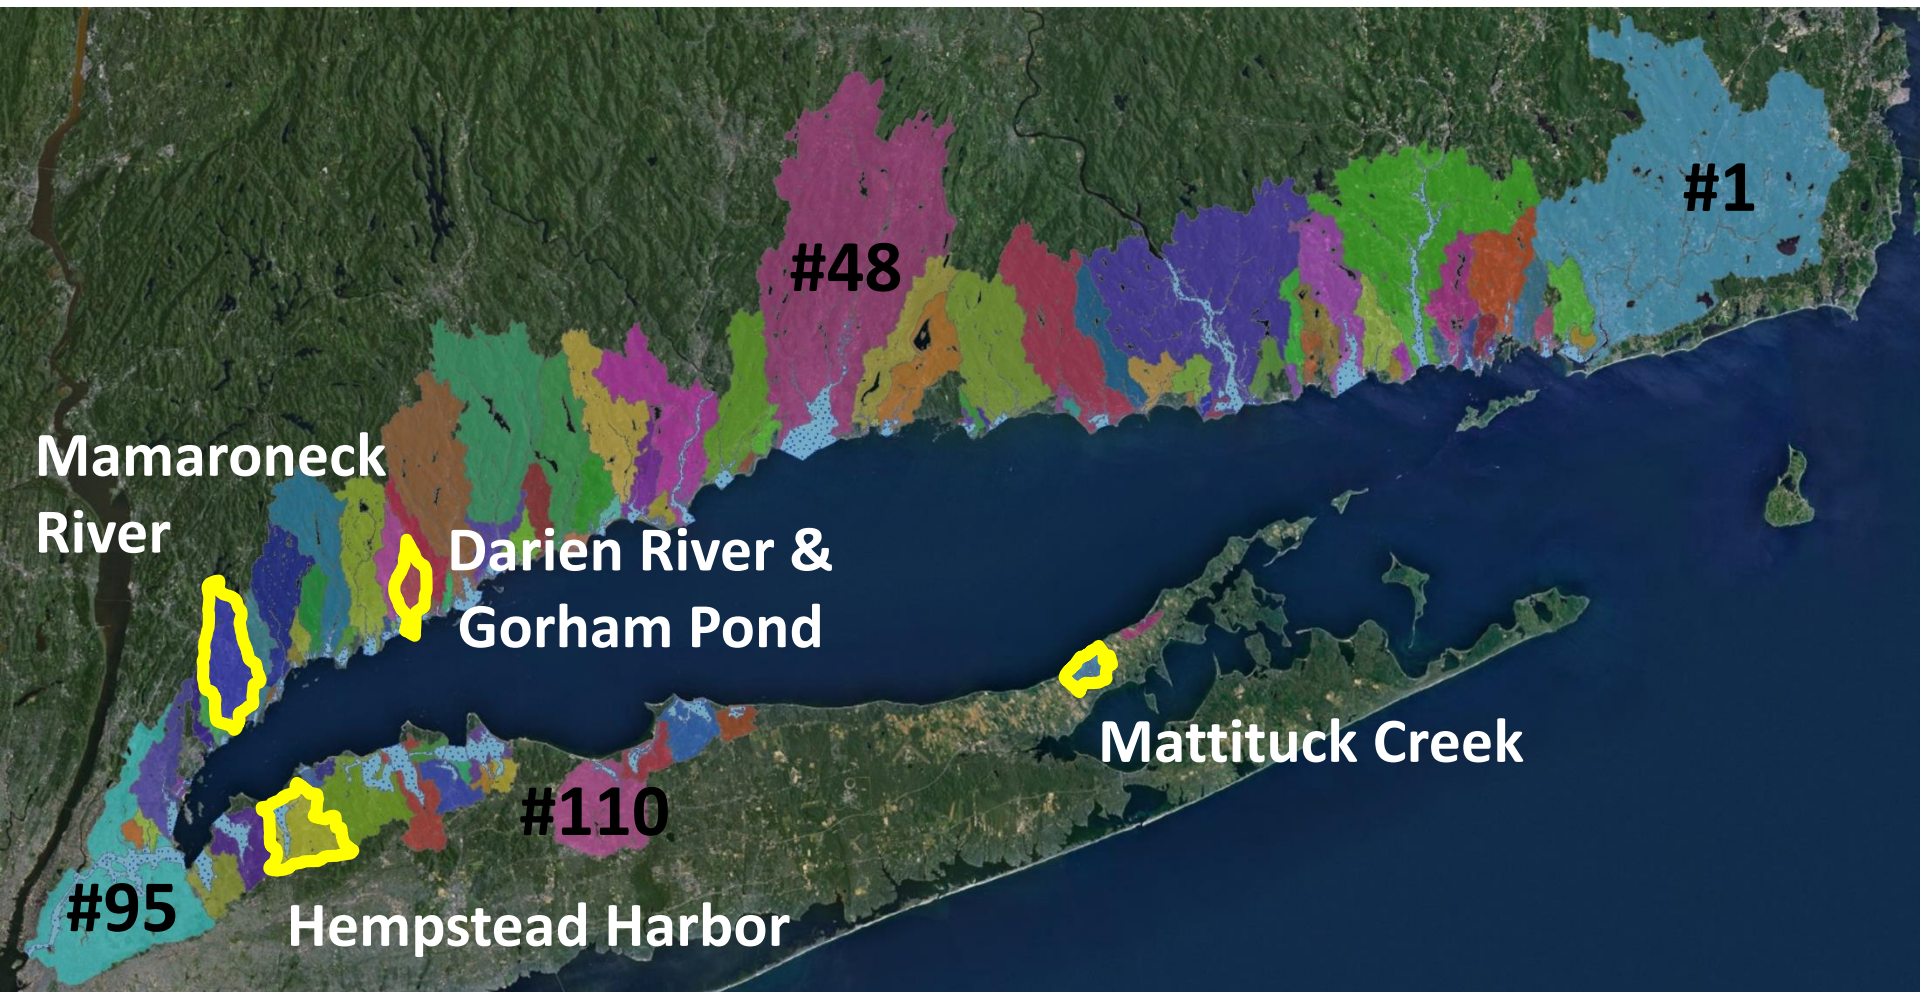 #1
#48
Mamaroneck
River
Darien River &
Gorham Pond
Mattituck Creek
#110
#95
Hempstead Harbor